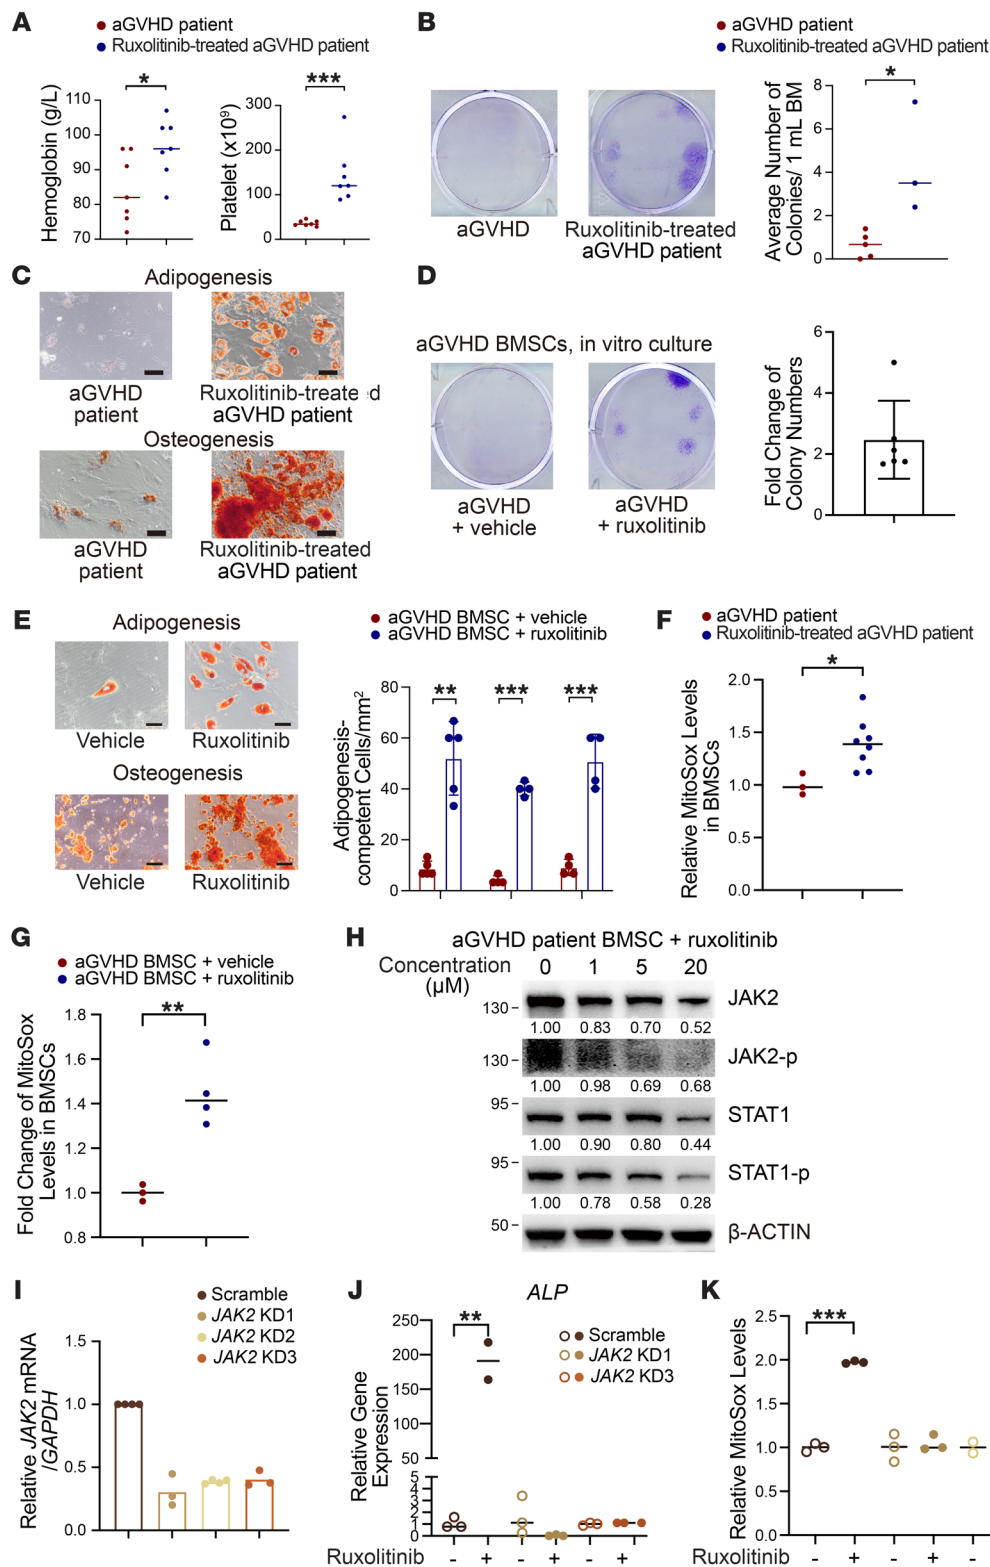 A
aGVHD patient
Ruxolitinib-treated aGVHD patient
Hemoglobin (g/L)
110
100
90
80
70
*
Platelet (x10⁹)
300
200
100
0
***
B
aGVHD patient
Ruxolitinib-treated aGVHD patient
aGVHD
Ruxolitinib-treated
aGVHD patient
Average Number of
Colonies/ 1 mL BM
8
6
4
2
0
*
C
Adipogenesis
aGVHD
patient
Ruxolitinib-treated
aGVHD patient
Osteogenesis
aGVHD
patient
Ruxolitinib-treated
aGVHD patient
D
aGVHD BMSCs, in vitro culture
aGVHD
+ vehicle
aGVHD
+ ruxolitinib
Fold Change of
Colony Numbers
6
4
2
0
E
Adipogenesis
Vehicle
Ruxolitinib
Osteogenesis
Vehicle
Ruxolitinib
aGVHD BMSC + vehicle
aGVHD BMSC + ruxolitinib
Adipogenesis-
competent Cells/mm²
80
60
40
20
0
**
***
***
F
aGVHD patient
Ruxolitinib-treated aGVHD patient
Relative MitoSox Levels
in BMSCs
2.0
1.5
1.0
0.5
0.0
*
G
aGVHD BMSC + vehicle
aGVHD BMSC + ruxolitinib
Fold Change of MitoSox
Levels in BMSCs
1.8
1.6
1.4
1.2
1.0
0.8
**
H
aGVHD patient BMSC + ruxolitinib
Concentration
(µM)
0 1 5 20
130
JAK2
1.00 0.83 0.70 0.52
130
JAK2-p
1.00 0.98 0.69 0.68
95
STAT1
1.00 0.90 0.80 0.44
95
STAT1-p
1.00 0.78 0.58 0.28
50
β-ACTIN
I
Scramble
JAK2 KD1
JAK2 KD2
JAK2 KD3
Relative JAK2 mRNA
/GAPDH
1.5
1.0
0.5
0.0
J
ALP
Scramble
JAK2 KD1
JAK2 KD3
Relative Gene
Expression
250
200
150
100
50
5
4
3
2
1
0
**
Ruxolitinib - + - + - +
K
Relative MitoSox Levels
2.5
2.0
1.5
1.0
0.5
0.0
***
- + - + -